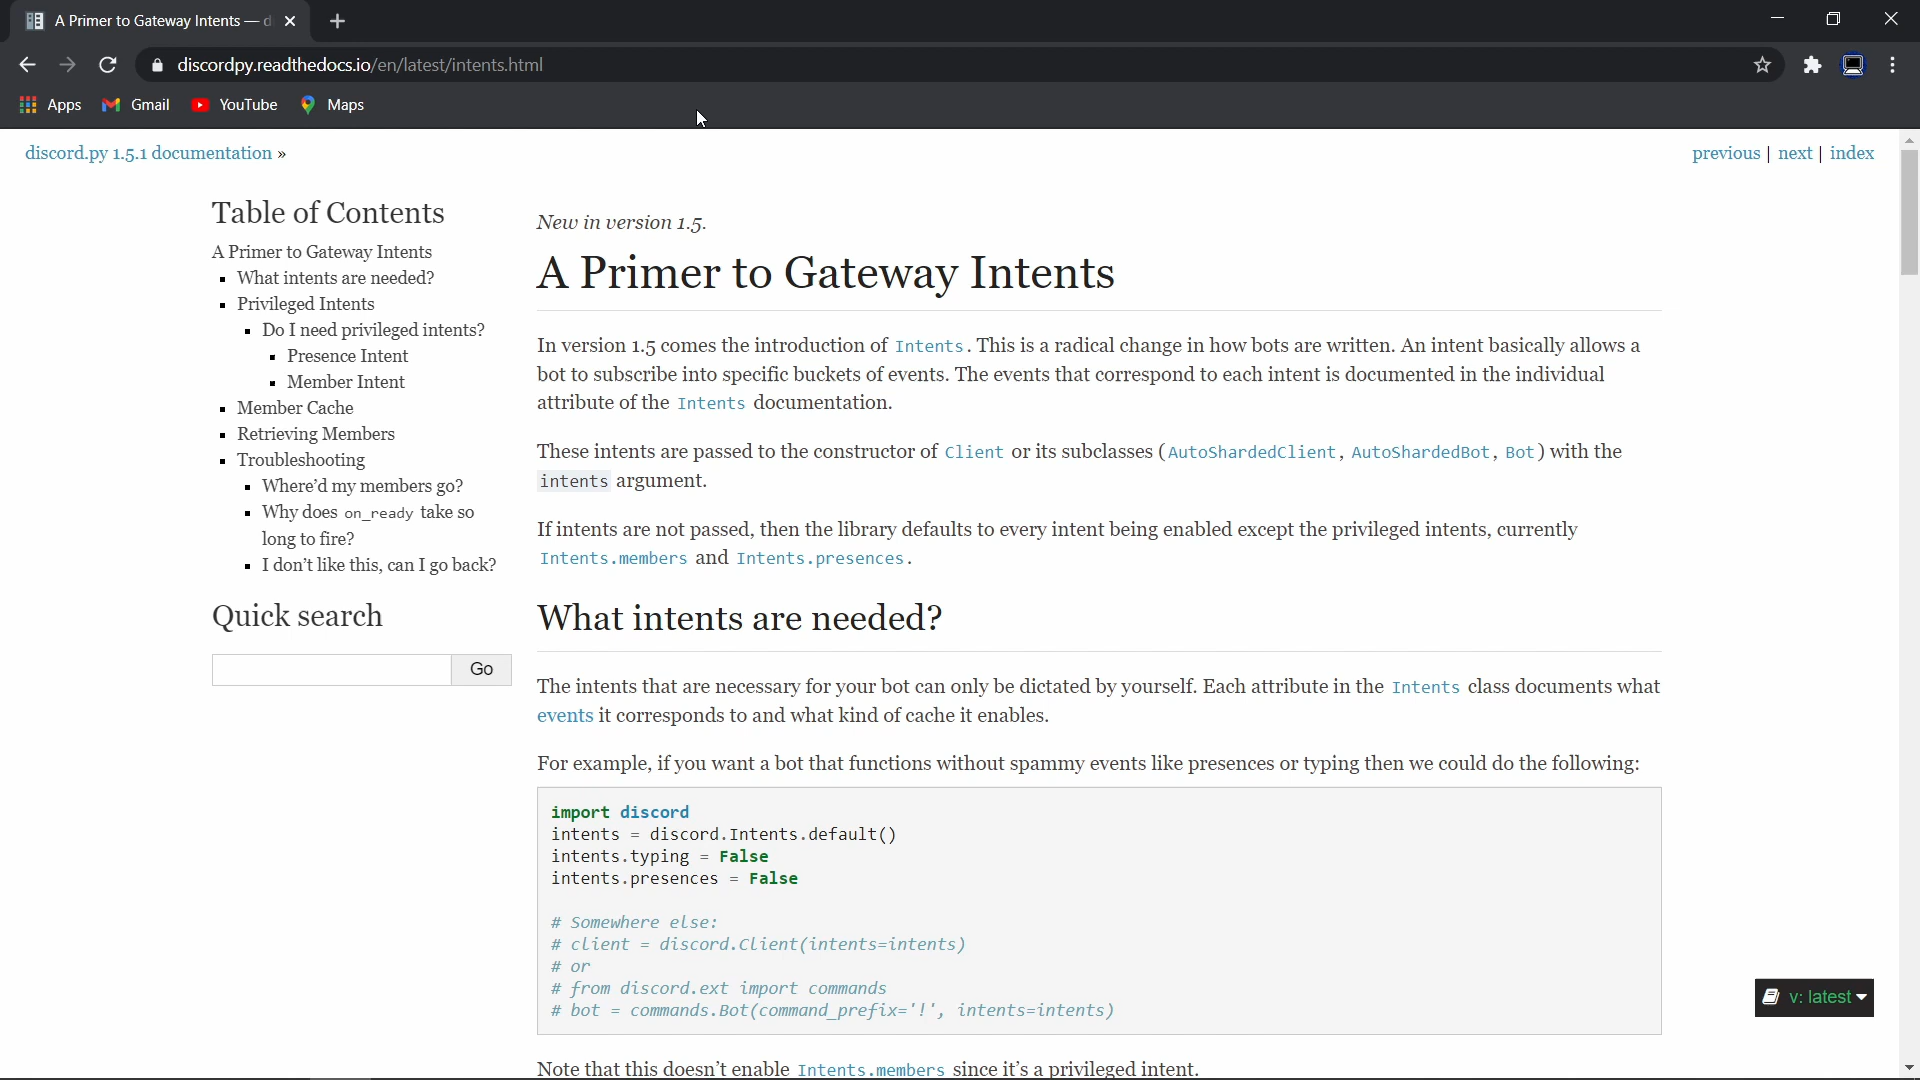 A Primer to Gateway Intents — d
discordpy.readthedocs.io/en/latest/intents.html
Apps
Gmail
YouTube
Maps
discord.py 1.5.1 documentation »
previous | next | index
Table of Contents
A Primer to Gateway Intents
What intents are needed?
Privileged Intents
Do I need privileged intents?
Presence Intent
Member Intent
Member Cache
Retrieving Members
Troubleshooting
Where’d my members go?
Why does on_ready take so
long to fire?
I don’t like this, can I go back?
Quick search
Go
New in version 1.5.
A Primer to Gateway Intents
In version 1.5 comes the introduction of Intents. This is a radical change in how bots are written. An intent basically allows a
bot to subscribe into specific buckets of events. The events that correspond to each intent is documented in the individual
attribute of the Intents documentation.
These intents are passed to the constructor of Client or its subclasses (AutoShardedClient, AutoShardedBot, Bot) with the
intents argument.
If intents are not passed, then the library defaults to every intent being enabled except the privileged intents, currently
Intents.members and Intents.presences.
What intents are needed?
The intents that are necessary for your bot can only be dictated by yourself. Each attribute in the Intents class documents what
events it corresponds to and what kind of cache it enables.
For example, if you want a bot that functions without spammy events like presences or typing then we could do the following:
import discord
intents = discord.Intents.default()
intents.typing = False
intents.presences = False
# Somewhere else:
# client = discord.Client(intents=intents)
# or
# from discord.ext import commands
# bot = commands.Bot(command_prefix='!', intents=intents)
Note that this doesn’t enable Intents.members since it’s a privileged intent.
v: latest